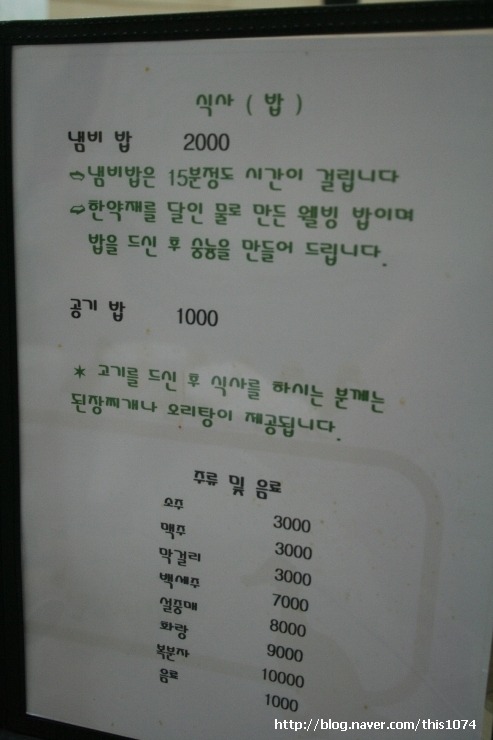 식사 ( 밥 )
냄비 밥 2000
냄비밥은 15분정도 시간이 걸립니다
한약재를 달인 물로 만든 웰빙 밥이며
밥을 드신 후 숭늉을 만들어 드립니다.
공기 밥 1000
* 고기를 드신 후 식사를 하시는 분께는
된장찌개나 오리탕이 제공됩니다.
주류 및 음료
소주 3000
맥주 3000
막걸리 3000
백세주 7000
설중매 8000
화랑 9000
복분자 10000
음료 1000
http://blog.naver.com/this1074